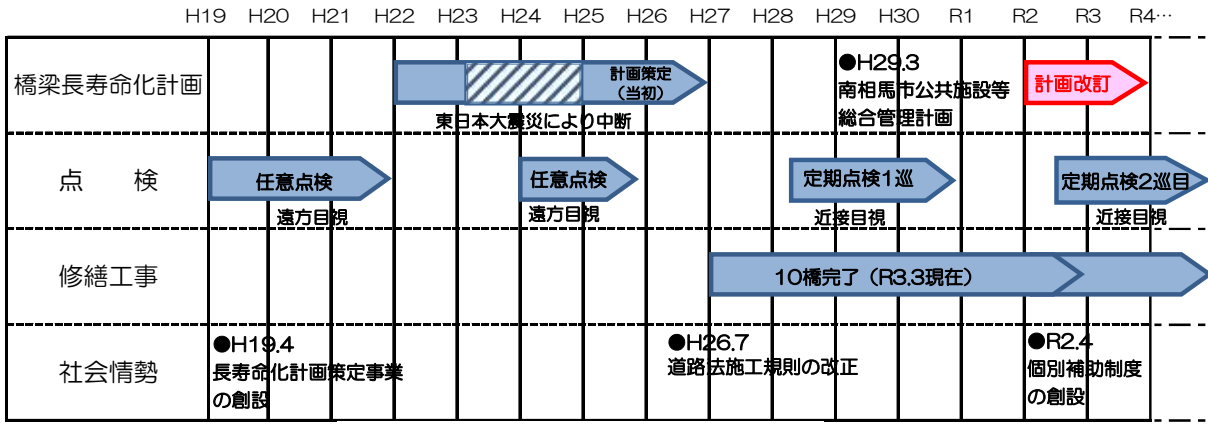 H19 H20 H21 H22 H23 H24 H25 H26 H27 H28 H29 H30 R1 R2 R3 R4…
橋梁長寿命化計画
計画策定
(当初)
東日本大震災により中断
●H29.3
南相馬市公共施設等
総合管理計画
計画改訂
点 検
任意点検
遠方目視
任意点検
遠方目視
定期点検1巡
近接目視
定期点検2巡目
近接目視
修繕工事
10橋完了(R3.3現在)
社会情勢
●H19.4
長寿命化計画策定事業
の創設
●H26.7
道路法施工規則の改正
●R2.4
個別補助制度
の創設